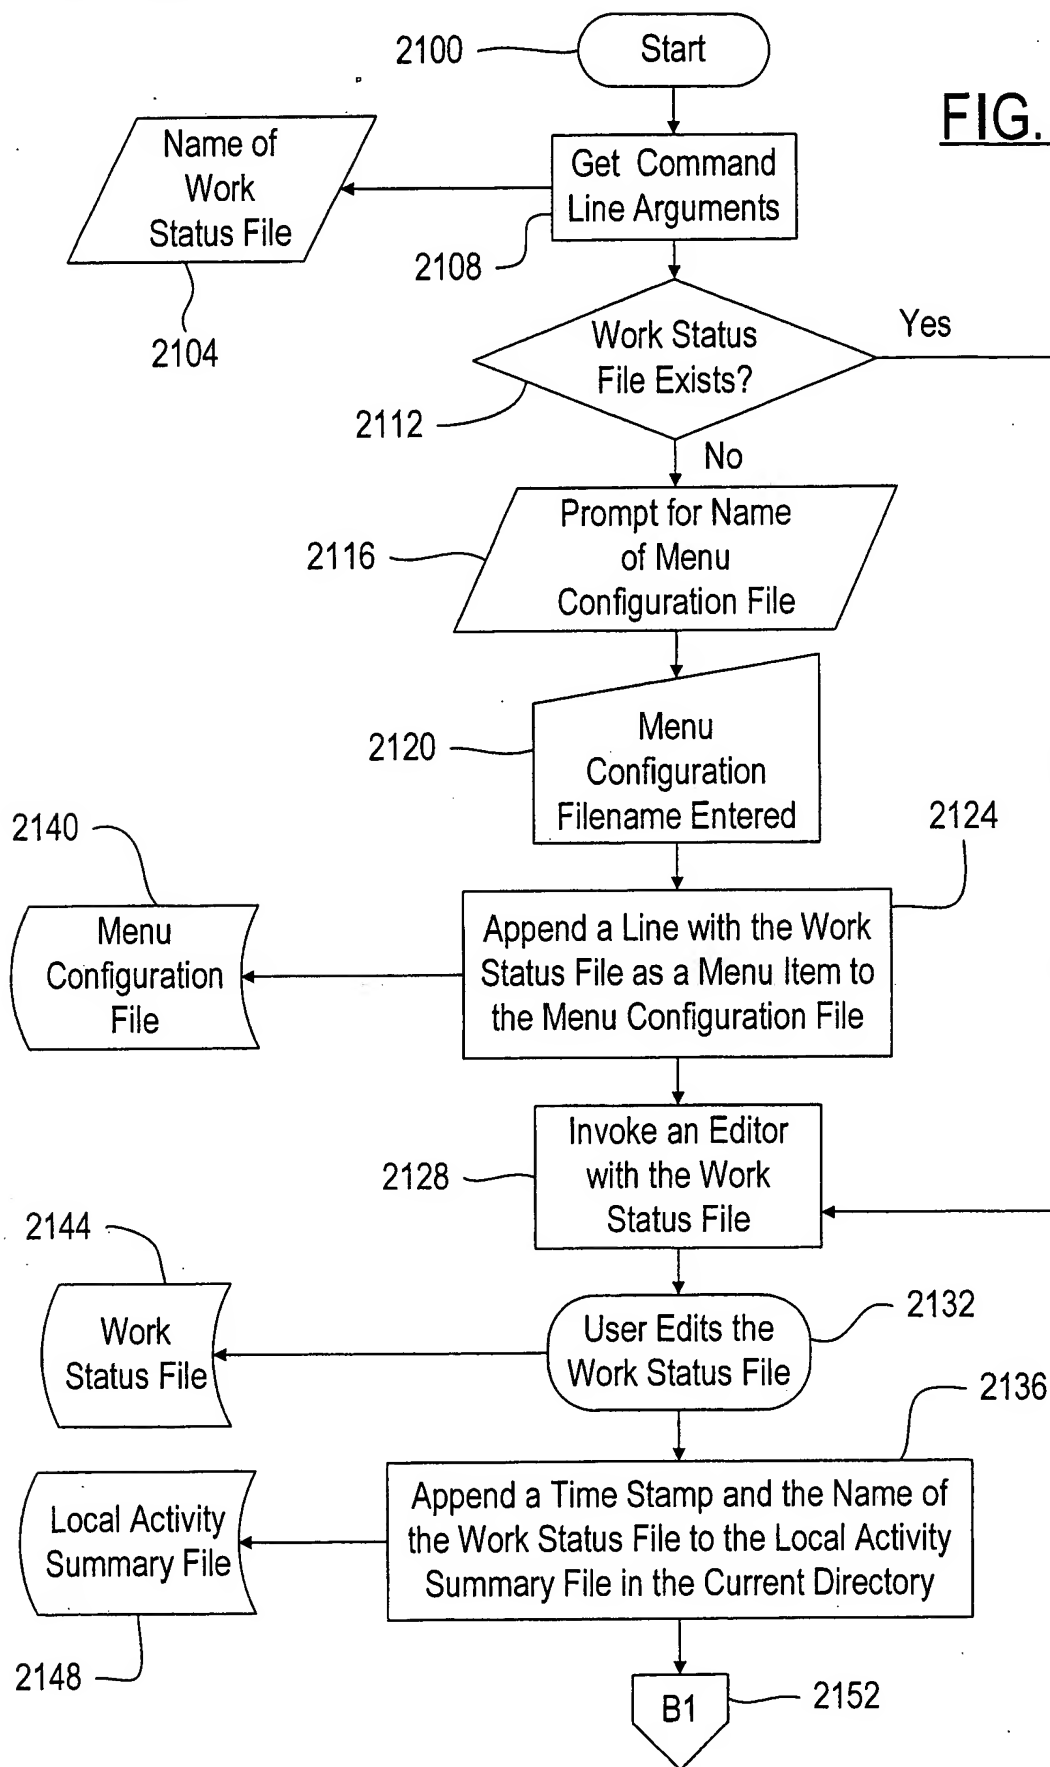 2100
Start
FIG.
Name of
Work
Status File
Get Command
Line Arguments
2108
2104
Work Status
File Exists?
Yes
2112
No
Prompt for Name
of Menu
Configuration File
2116
Menu
Configuration
Filename Entered
2120
2124
2140
Append a Line with the Work
Status File as a Menu Item to
the Menu Configuration File
Menu
Configuration
File
Invoke an Editor
with the Work
Status File
2128
2144
2132
User Edits the
Work Status File
Work
Status File
2136
Append a Time Stamp and the Name of
the Work Status File to the Local Activity
Summary File in the Current Directory
Local Activity
Summary File
2148
B1
2152